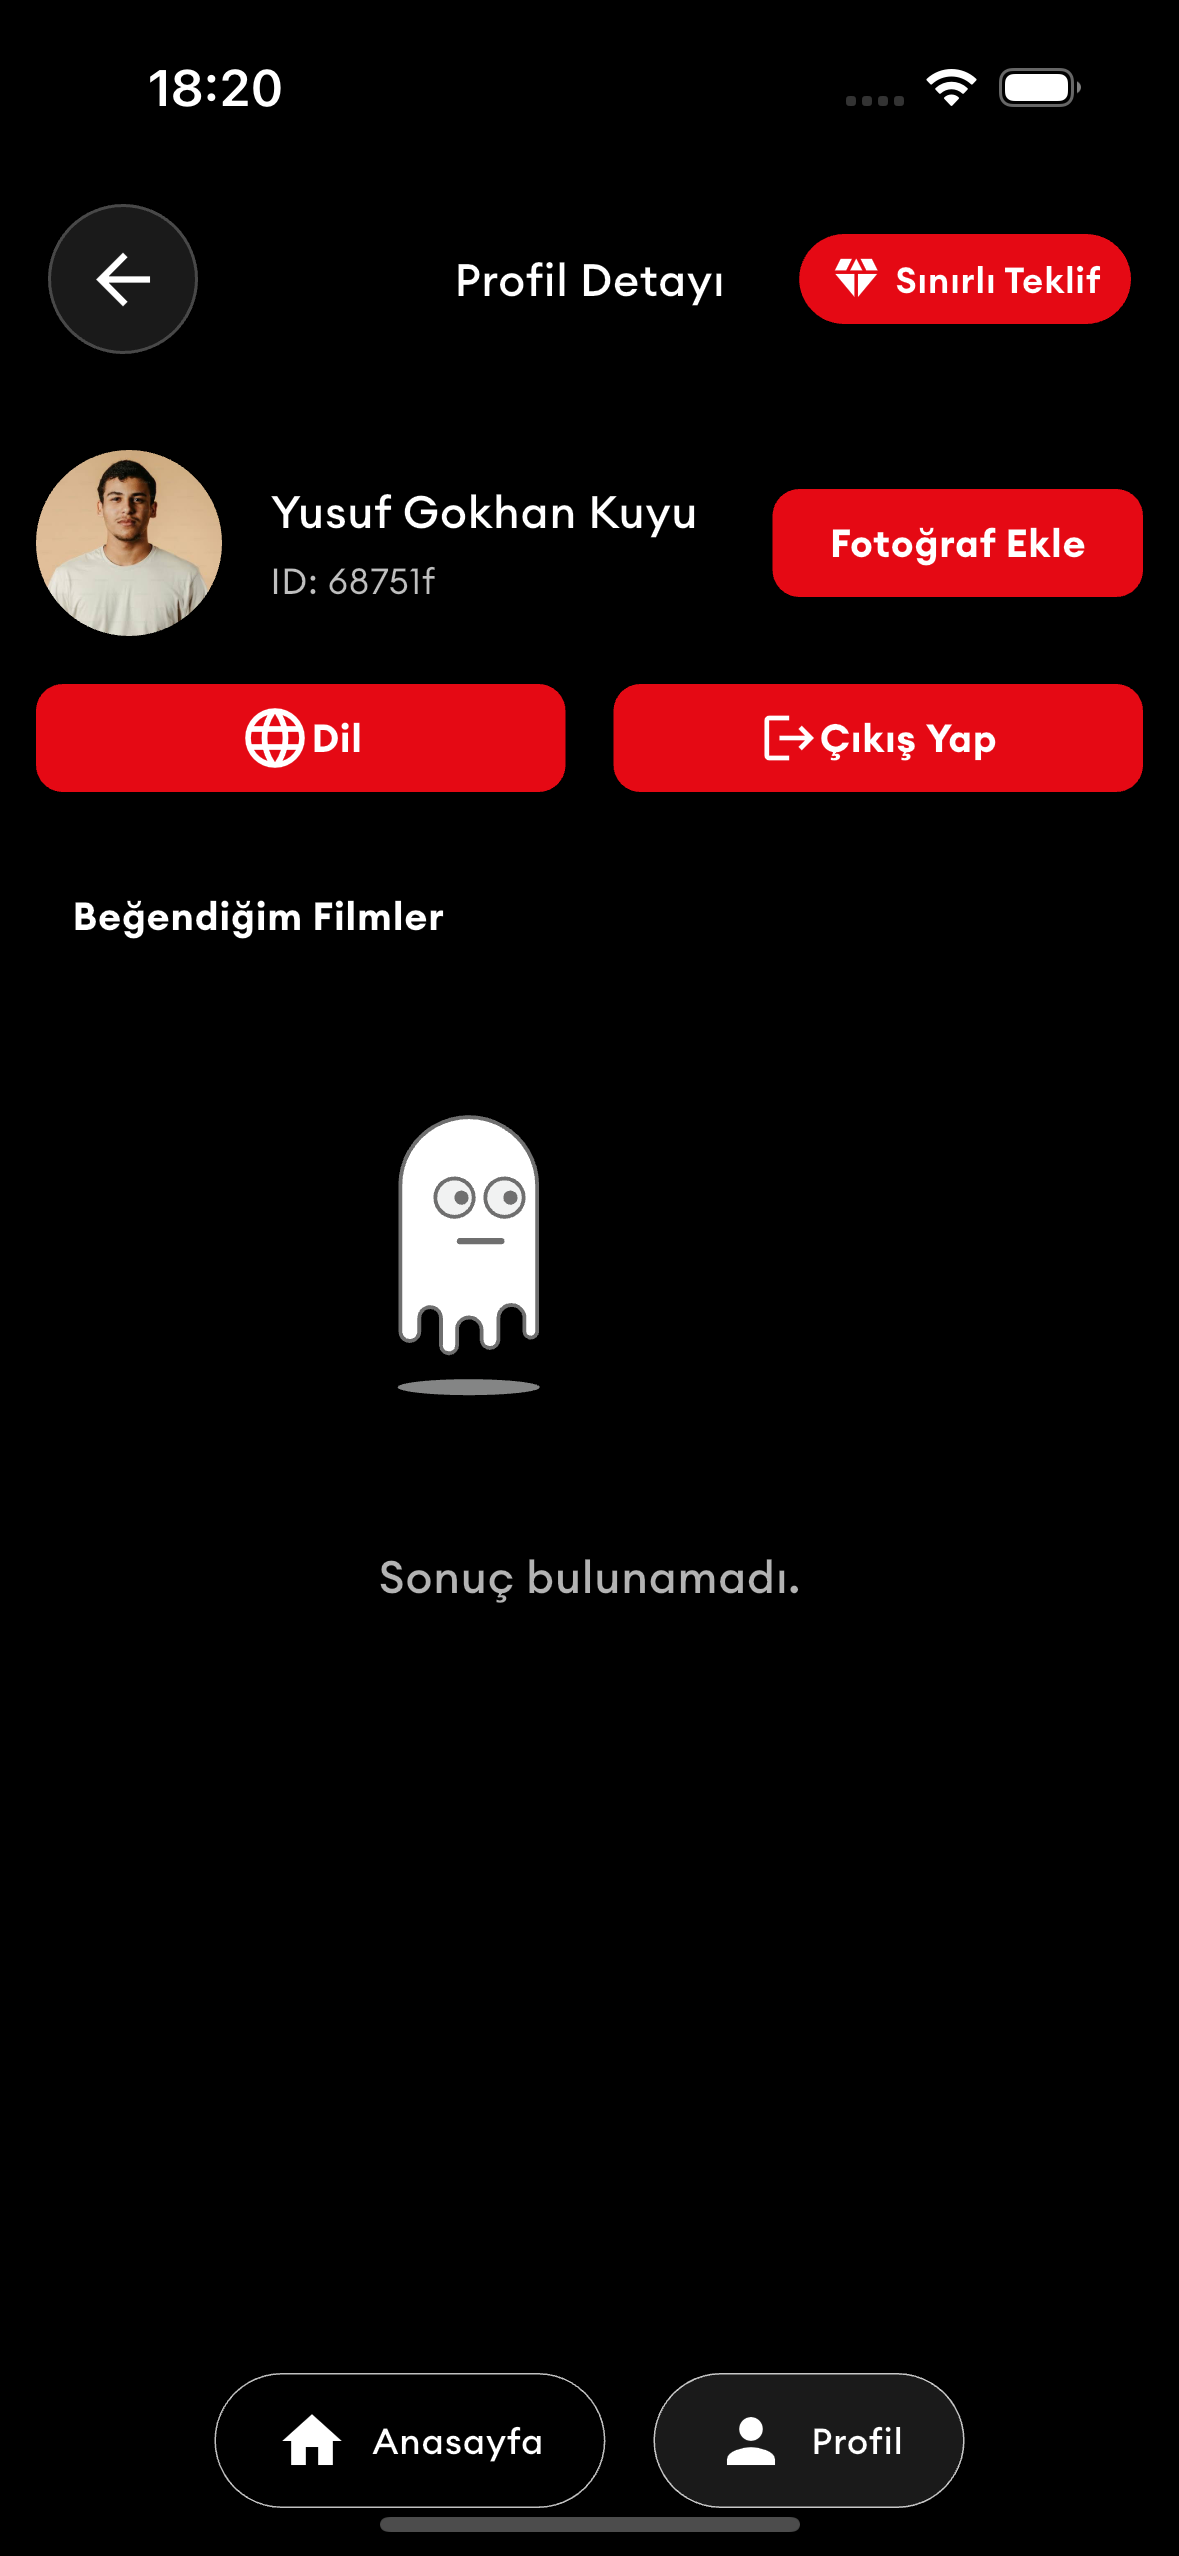 18:20
Profil Detayı
Sınırlı Teklif
Yusuf Gokhan Kuyu
ID: 68751f
Fotoğraf Ekle
Dil
Çıkış Yap
Beğendiğim Filmler
Sonuç bulunamadı.
Anasayfa
Profil